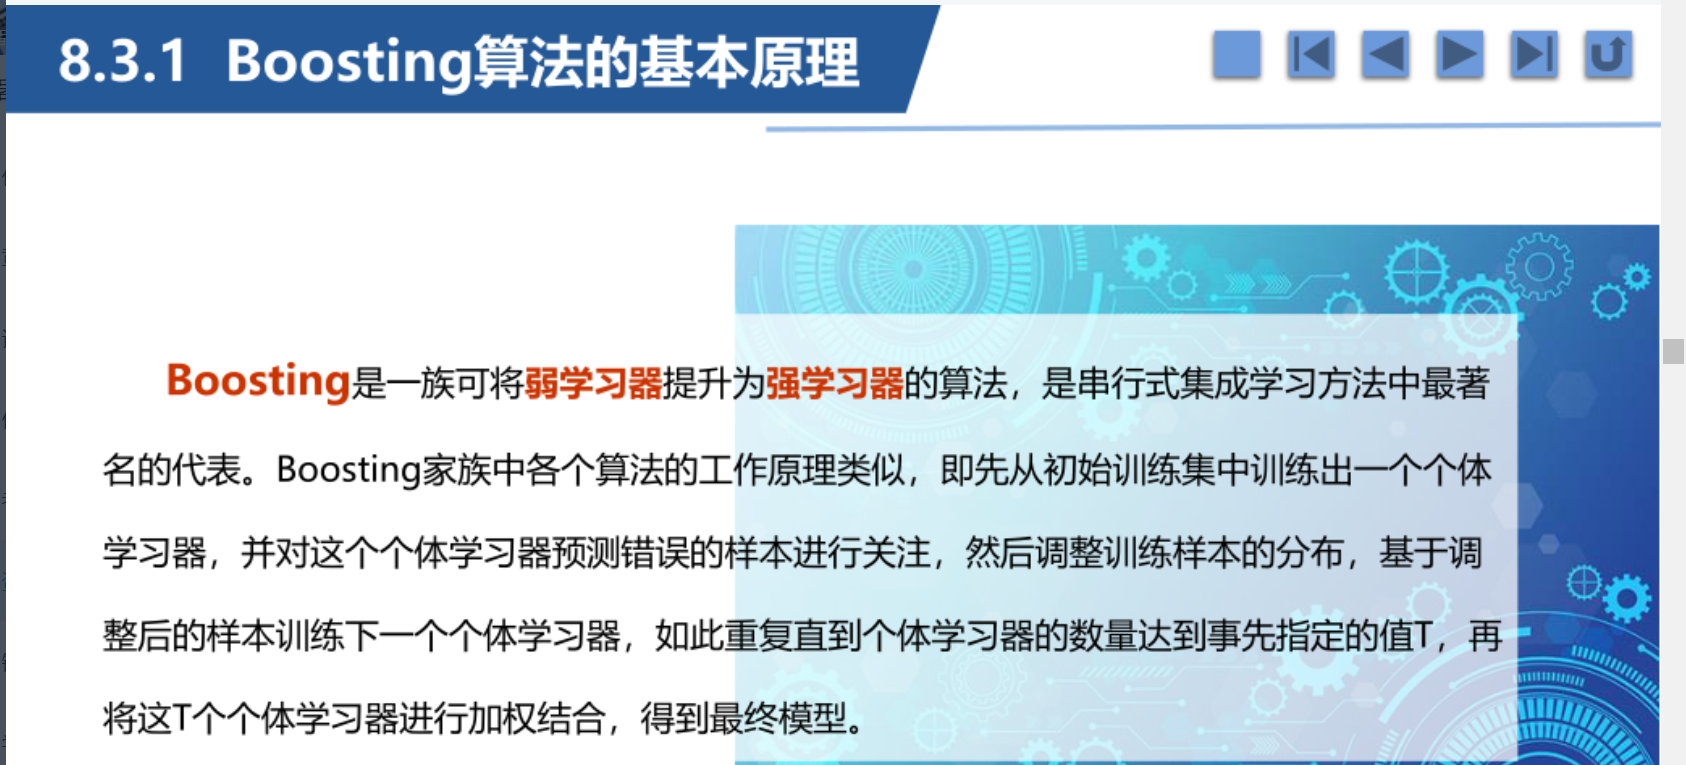 8.3.1 Boosting算法的基本原理
Boosting是一族可将弱学习器提升为强学习器的算法，是串行式集成学习方法中最著
名的代表。Boosting家族中各个算法的工作原理类似，即先从初始训练集中训练出一个个体
学习器，并对这个个体学习器预测错误的样本进行关注，然后调整训练样本的分布，基于调
整后的样本训练下一个个体学习器，如此重复直到个体学习器的数量达到事先指定的值T，再
将这T个个体学习器进行加权结合，得到最终模型。